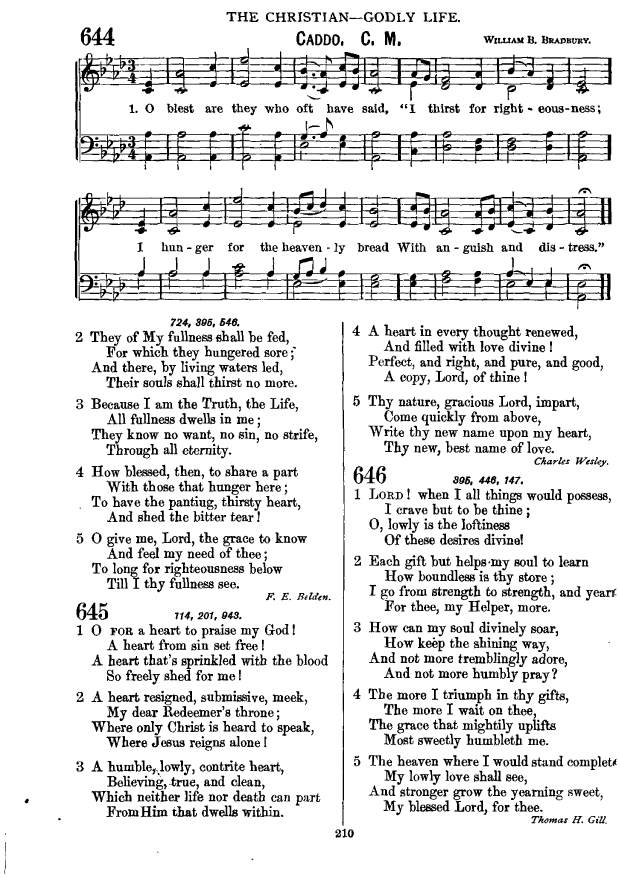 THE CHRISTIAN—GODLY LIFE.
644
CADDO. C. M.
WILLIAM B. BRADBURY.
1. O blest are they who oft have said, "I thirst for right - eous-ness;
I hun - ger for the heaven - ly bread With an - guish and dis - tress."
724, 395, 546.
2 They of My fullness shall be fed,
For which they hungered sore;
And there, by living waters led,
Their souls shall thirst no more.
3 Because I am the Truth, the Life,
All fullness dwells in me;
They know no want, no sin, no strife,
Through all eternity.
4 How blessed, then, to share a part
With those that hunger here;
To have the panting, thirsty heart,
And shed the bitter tear!
5 O give me, Lord, the grace to know
And feel my need of thee;
To long for righteousness below
Till I thy fullness see.
F. E. Belden.
645
114, 201, 943.
1 O FOR a heart to praise my God!
A heart from sin set free!
A heart that's sprinkled with the blood
So freely shed for me!
2 A heart resigned, submissive, meek,
My dear Redeemer's throne;
Where only Christ is heard to speak,
Where Jesus reigns alone!
3 A humble, lowly, contrite heart,
Believing, true, and clean,
Which neither life nor death can part
From Him that dwells within.
4 A heart in every thought renewed,
And filled with love divine!
Perfect, and right, and pure, and good,
A copy, Lord, of thine!
5 Thy nature, gracious Lord, impart,
Come quickly from above,
Write thy new name upon my heart,
Thy new, best name of love.
Charles Wesley.
646
395, 446, 147.
1 LORD! when I all things would possess,
I crave but to be thine;
O, lowly is the loftiness
Of these desires divine!
2 Each gift but helps my soul to learn
How boundless is thy store;
I go from strength to strength, and yearn
For thee, my Helper, more.
3 How can my soul divinely soar,
How keep the shining way,
And not more tremblingly adore,
And not more humbly pray?
4 The more I triumph in thy gifts,
The more I wait on thee,
The grace that mightily uplifts
Most sweetly humbleth me.
5 The heaven where I would stand complete
My lowly love shall see,
And stronger grow the yearning sweet,
My blessed Lord, for thee.
Thomas H. Gill.
210